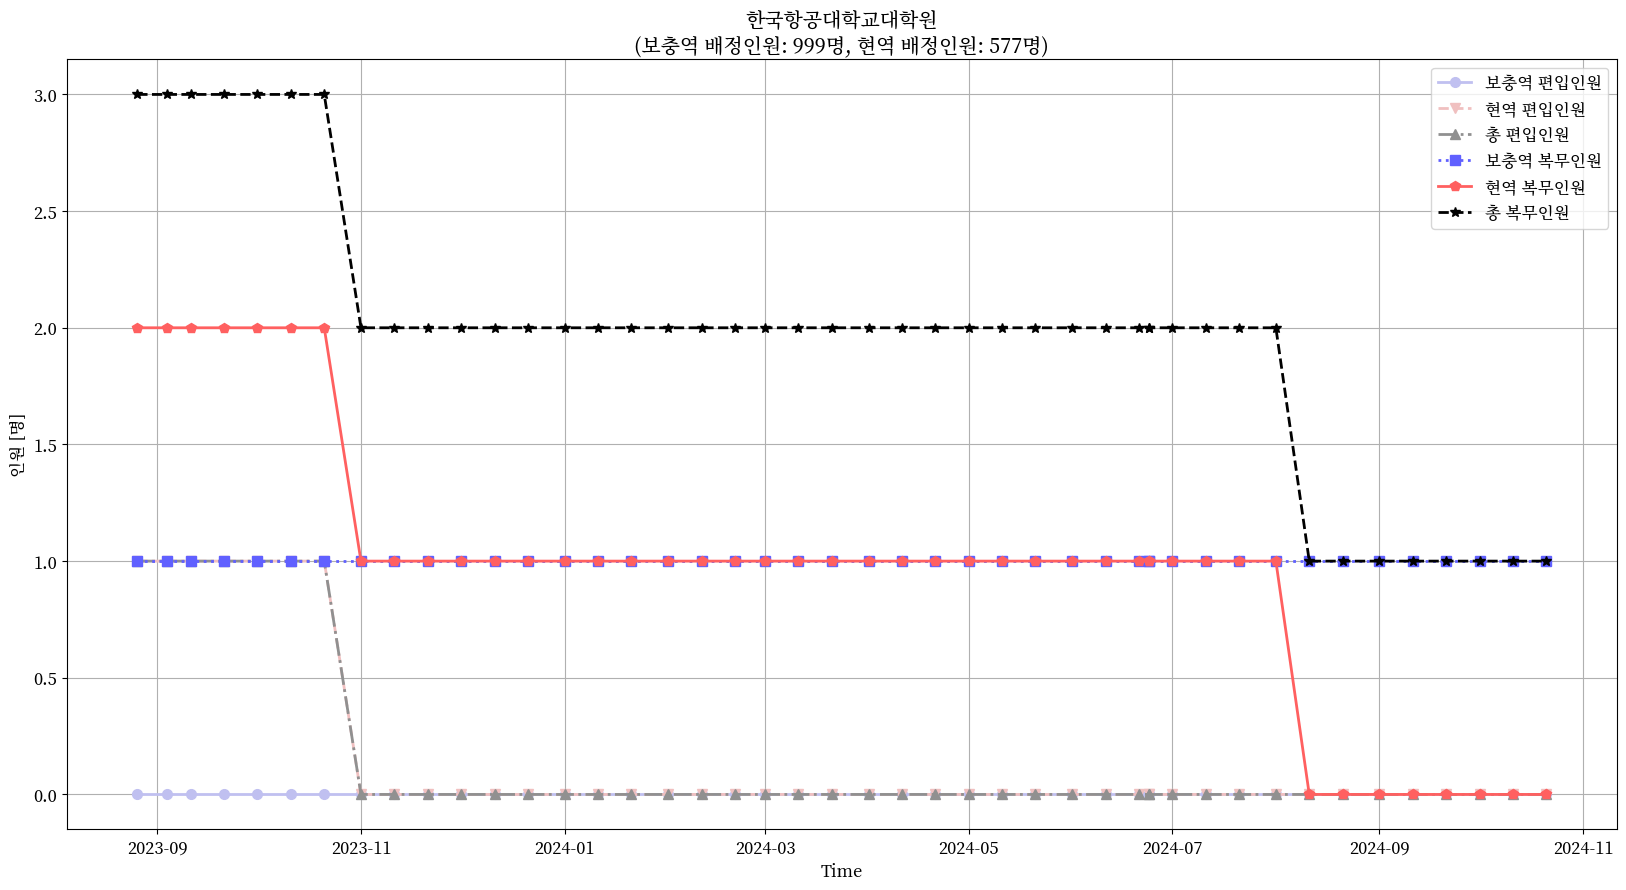 한국항공대학교대학원
(보충역 배정인원: 999명, 현역 배정인원: 577명)
보충역 편입인원
현역 편입인원
총 편입인원
보충역 복무인원
현역 복무인원
총 복무인원
인원 [명]
3.0
2.5
2.0
1.5
1.0
0.5
0.0
2023-09
2023-11
2024-01
2024-03
2024-05
2024-07
2024-09
2024-11
Time